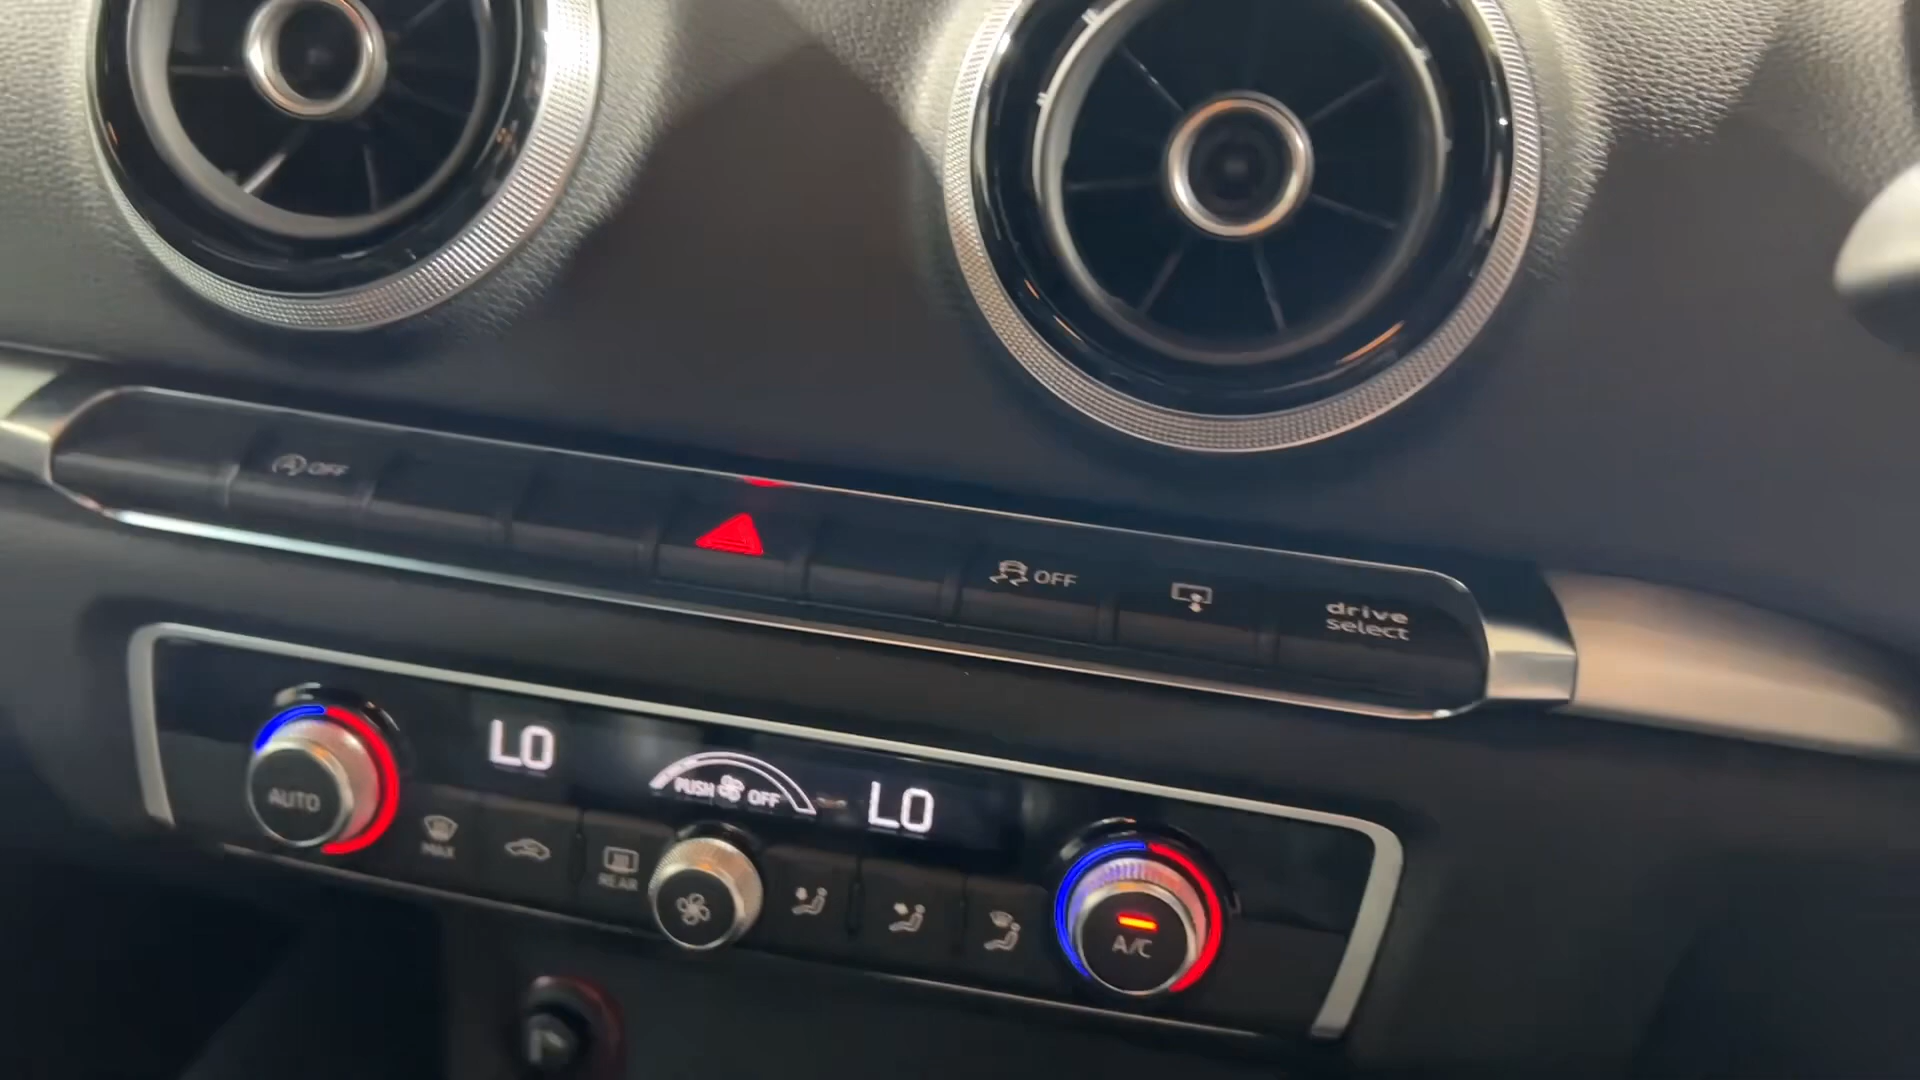 OFF
OFF
drive
select
LO
PUSH OFF
LO
AUTO
MAX
REAR
A/C